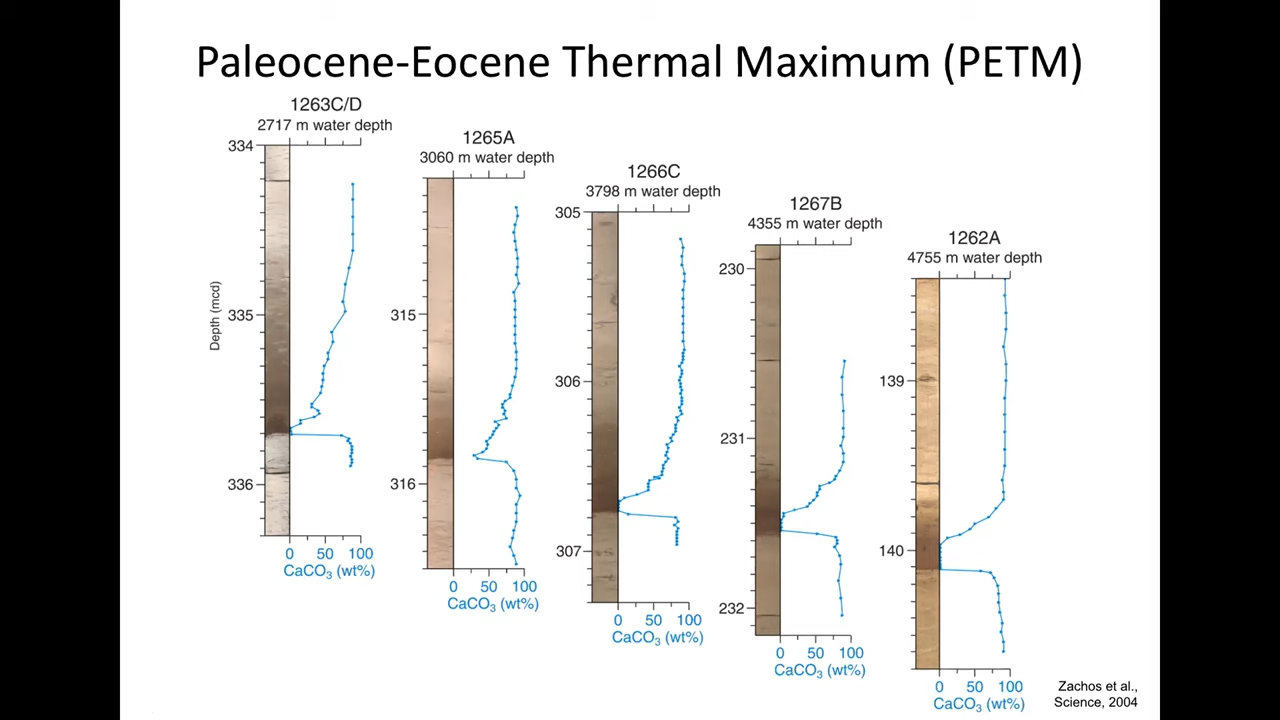 Paleocene-Eocene Thermal Maximum (PETM)
1263C/D
2717 m water depth
334
335
336
Depth (mcd)
0 50 100
CaCO₃ (wt%)
1265A
3060 m water depth
315
316
0 50 100
CaCO₃ (wt%)
1266C
3798 m water depth
305
306
307
0 50 100
CaCO₃ (wt%)
1267B
4355 m water depth
230
231
232
0 50 100
CaCO₃ (wt%)
1262A
4755 m water depth
139
140
0 50 100
CaCO₃ (wt%)
Zachos et al.,
Science, 2004